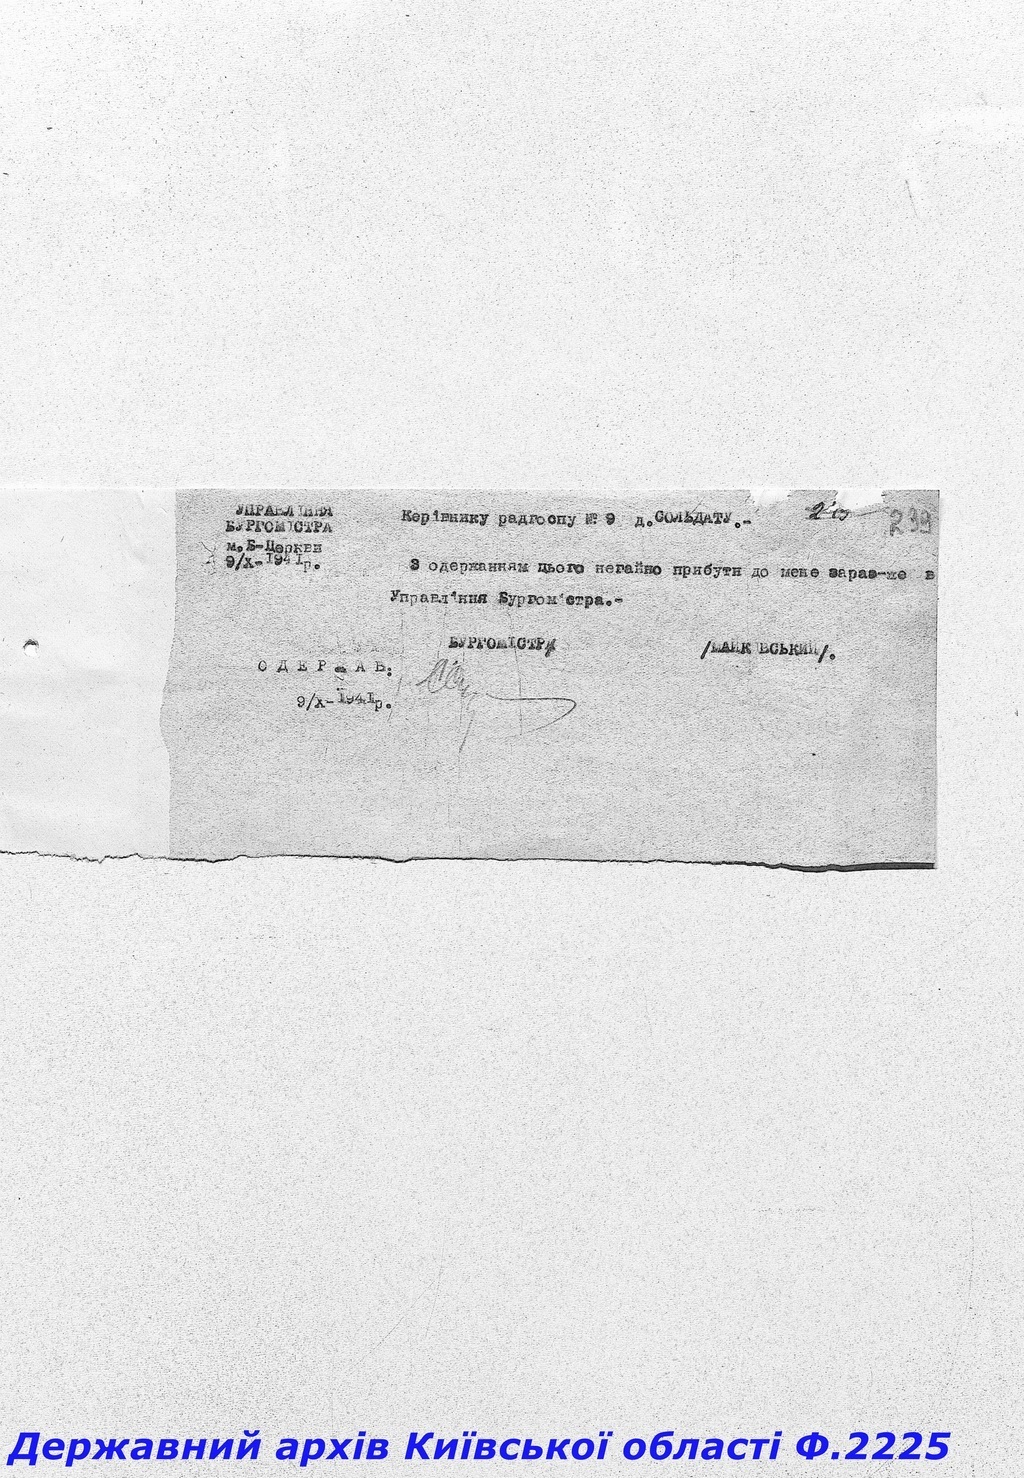 УПРАВЛІННЯ
БУРГОМІСТРА
м.Б-Церкви
9/X-1941р.
Керівнику радгоспу № 9 д.СОЛЬДАТУ.-
239
З одержанням цього негайно прибути до мене зараз-же в
Управління Бургомістра.-
БУРГОМІСТР/
/МАЙКІВСЬКИЙ/.
ОДЕРЖАВ:
9/X-1941р.
Державний архів Київської області Ф.2225